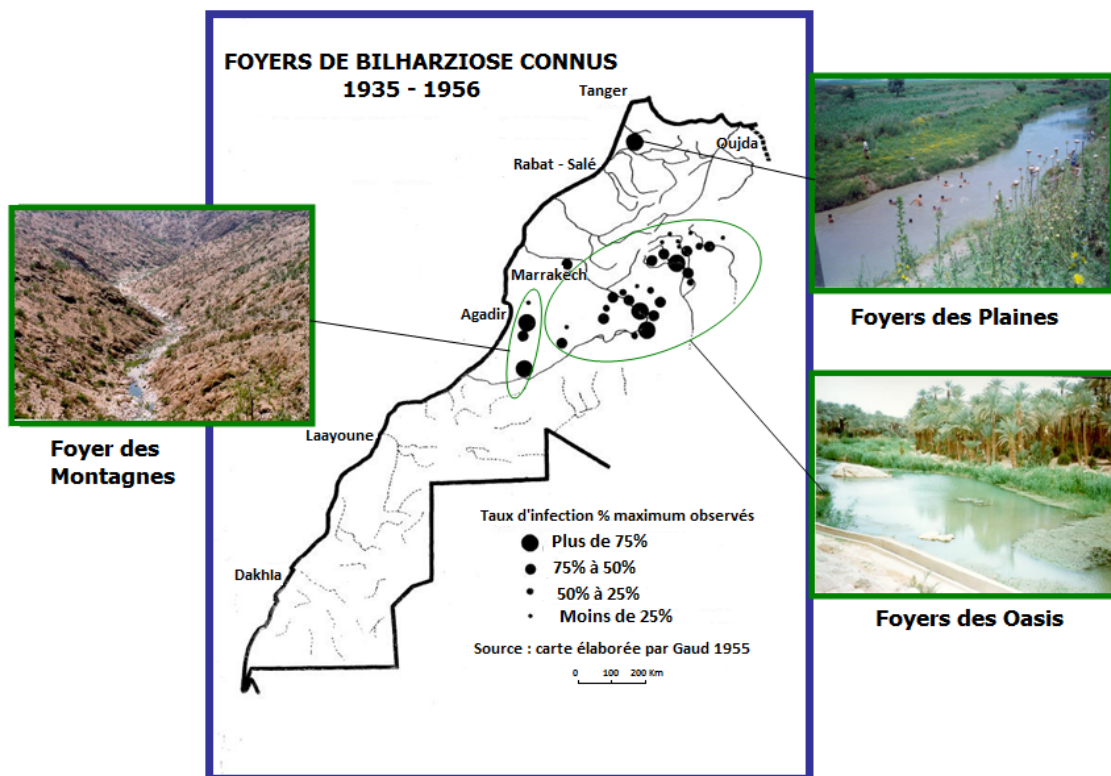 FOYERS DE BILHARZIOSE CONNUS
1935 - 1956
Tanger
Oujda
Rabat - Salé
Marrakech
Agadir
Foyers des Plaines
Foyer des
Montagnes
Laayoune
Dakhla
Taux d'infection % maximum observés
Plus de 75%
75% à 50%
50% à 25%
Moins de 25%
Source : carte élaborée par Gaud 1955
0 100 200 Km
Foyers des Oasis